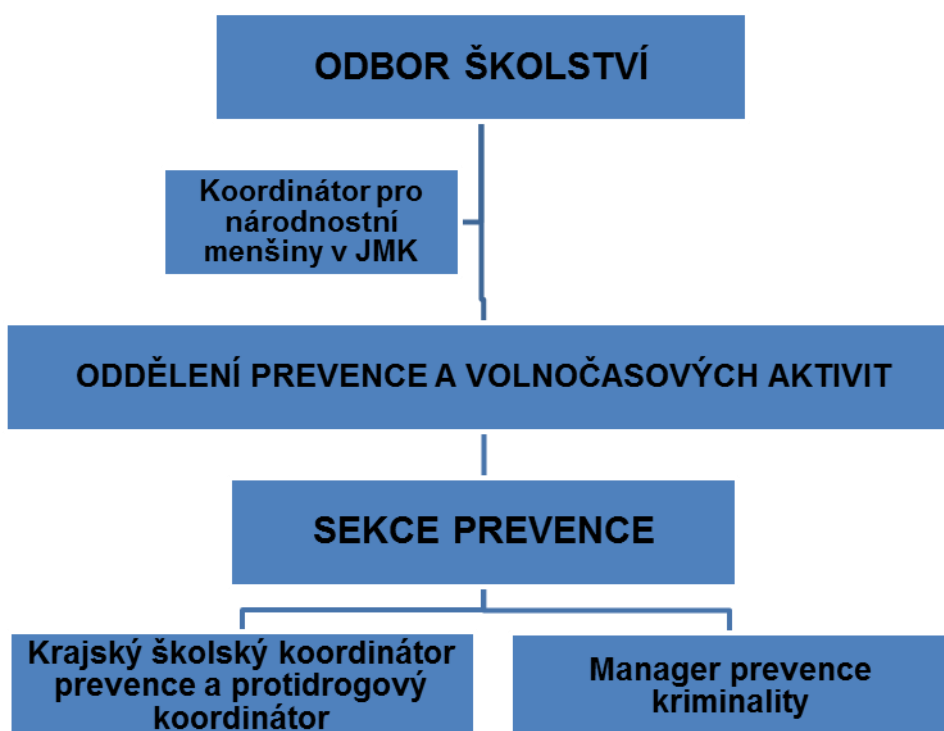 ODBOR ŠKOLSTVÍ
Koordinátor pro
národnostní
menšiny v JMK
ODDĚLENÍ PREVENCE A VOLNOČASOVÝCH AKTIVIT
SEKCE PREVENCE
Krajský školský koordinátor
prevence a protidrogový
koordinátor
Manager prevence
kriminality